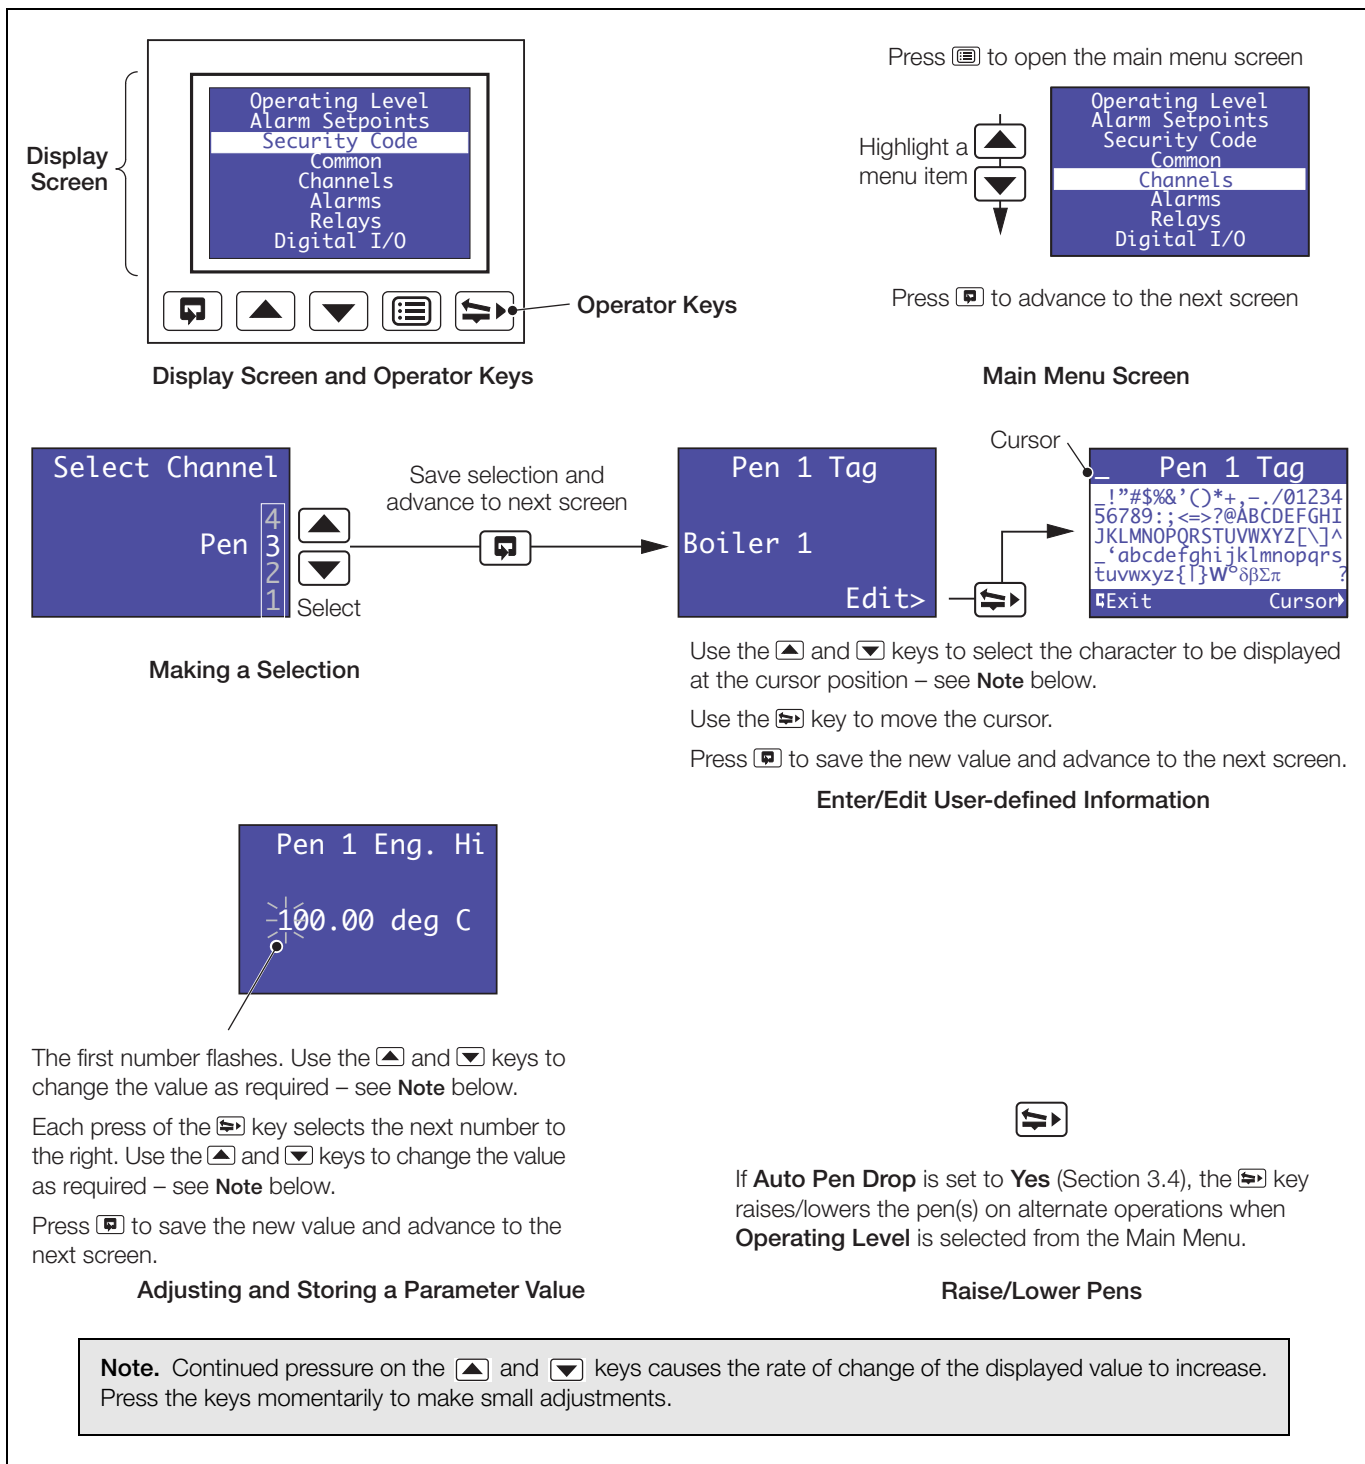 Display
Screen
Operating Level
Alarm Setpoints
Security Code
Common
Channels
Alarms
Relays
Digital I/O
Operator Keys
Display Screen and Operator Keys
Press to open the main menu screen
Highlight a
menu item
Operating Level
Alarm Setpoints
Security Code
Common
Channels
Alarms
Relays
Digital I/O
Press to advance to the next screen
Main Menu Screen
Select Channel
Pen
4
3
2
1
Select
Making a Selection
Save selection and
advance to next screen
Pen 1 Tag
Boiler 1
Edit>
Cursor
_ Pen 1 Tag
_!”#$%&’()*+,–./01234
56789:;<=>?@ABCDEFGHI
JKLMNOPQRSTUVWXYZ[\]^
_‘abcdefghijklmnopqrs
tuvwxyz{|}W°δβΣπ ?
Exit Cursor
Use the and keys to select the character to be displayed
at the cursor position – see Note below.
Use the key to move the cursor.
Press to save the new value and advance to the next screen.
Enter/Edit User-defined Information
Pen 1 Eng. Hi
100.00 deg C
The first number flashes. Use the and keys to
change the value as required – see Note below.
Each press of the key selects the next number to
the right. Use the and keys to change the value
as required – see Note below.
Press to save the new value and advance to the
next screen.
Adjusting and Storing a Parameter Value
If Auto Pen Drop is set to Yes (Section 3.4), the key
raises/lowers the pen(s) on alternate operations when
Operating Level is selected from the Main Menu.
Raise/Lower Pens
Note. Continued pressure on the and keys causes the rate of change of the displayed value to increase.
Press the keys momentarily to make small adjustments.